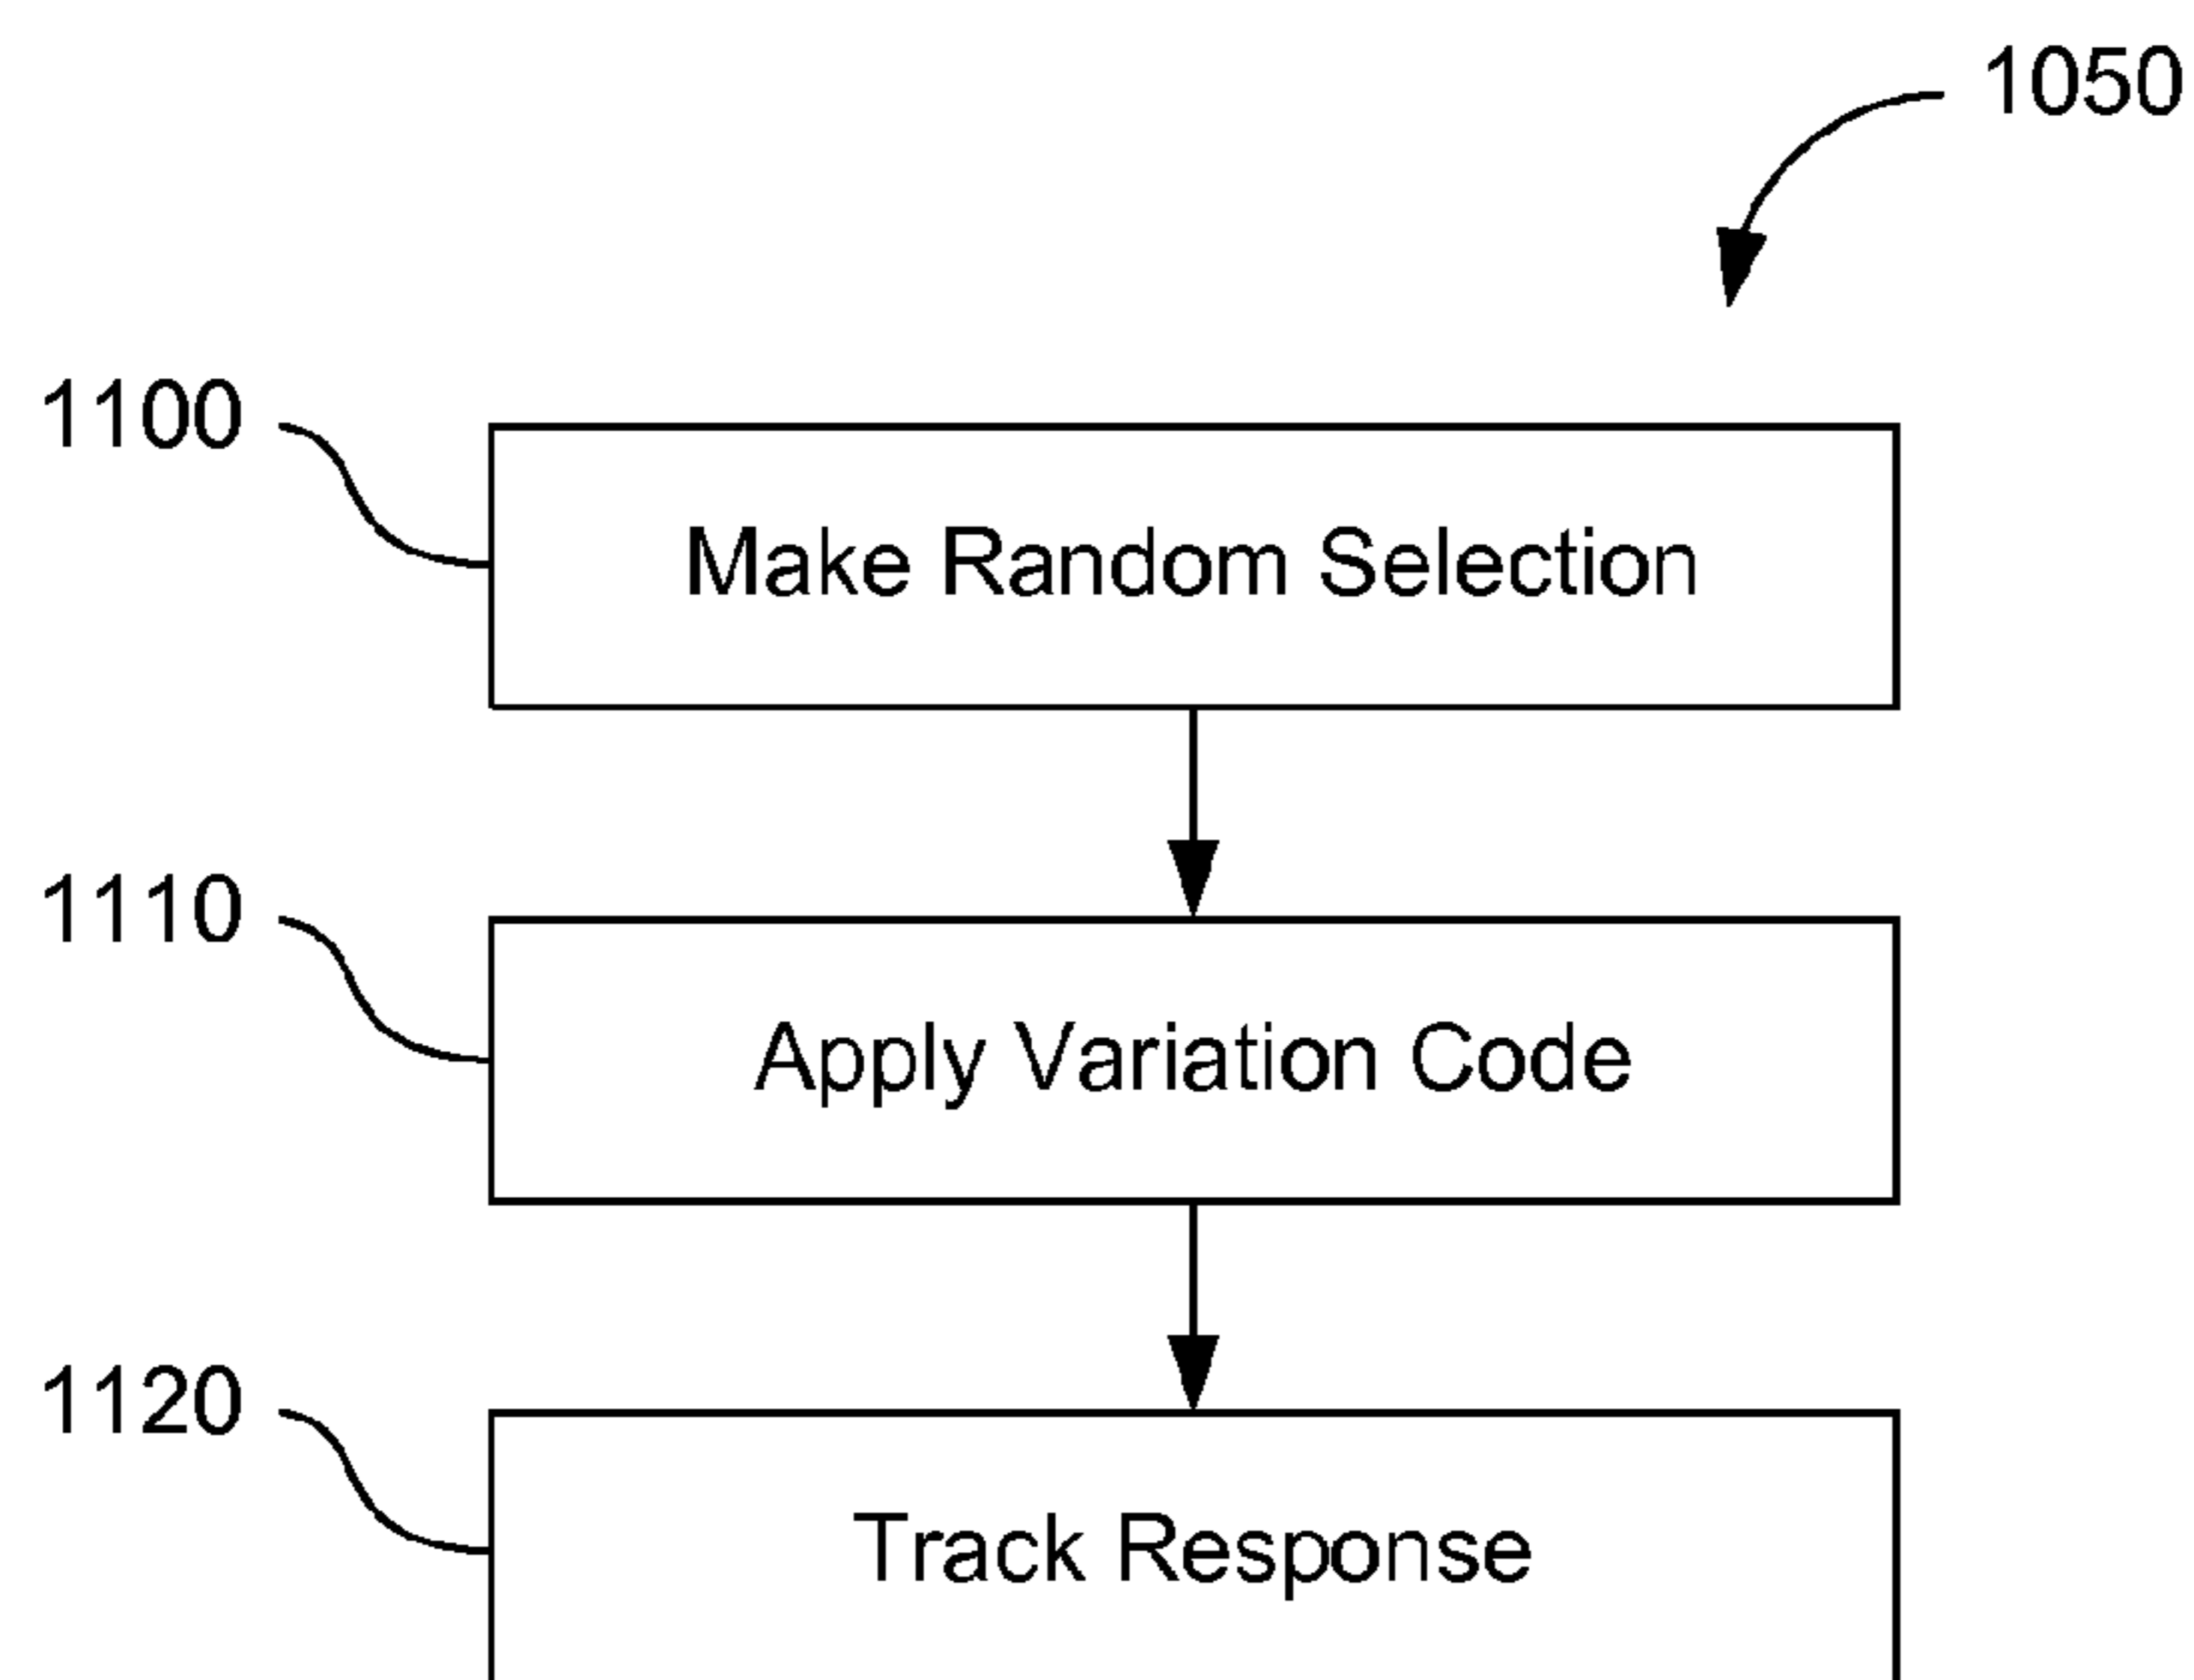 1050
1100
Make Random Selection
1110
Apply Variation Code
1120
Track Response